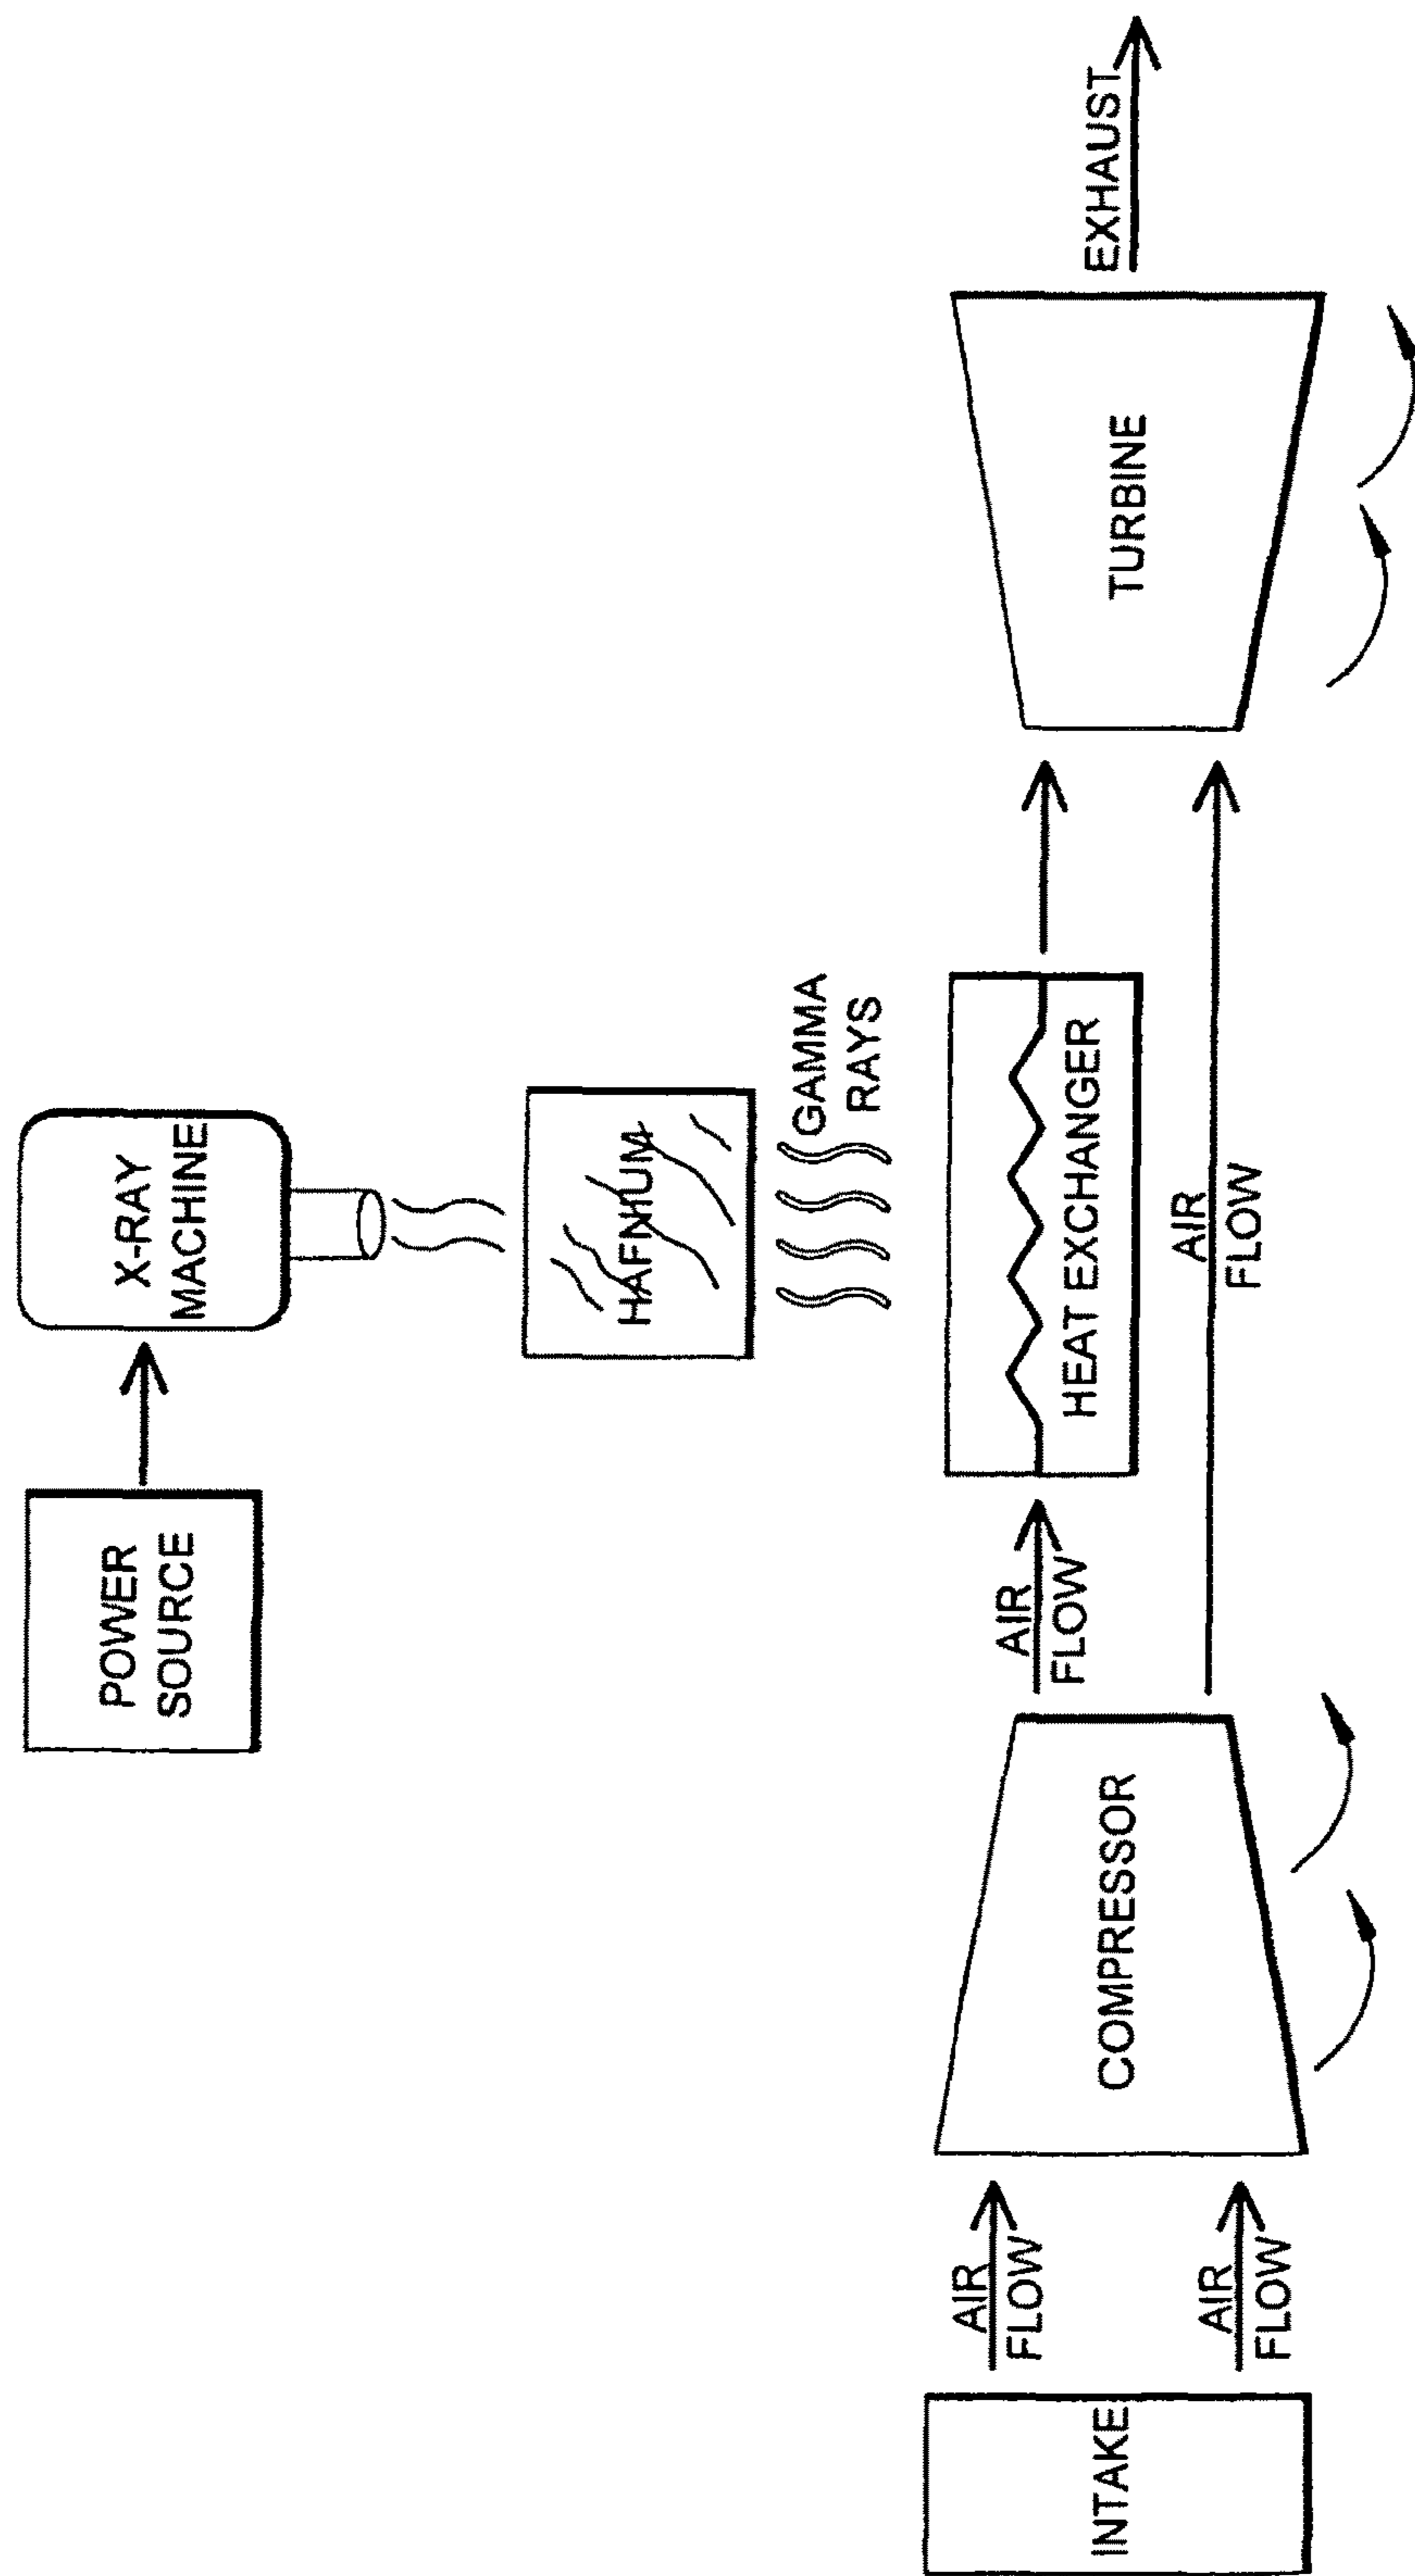 POWER
SOURCE
X-RAY
MACHINE
HAFNIUM
GAMMA
RAYS
INTAKE
AIR
FLOW
AIR
FLOW
COMPRESSOR
AIR
FLOW
HEAT EXCHANGER
AIR
FLOW
TURBINE
EXHAUST